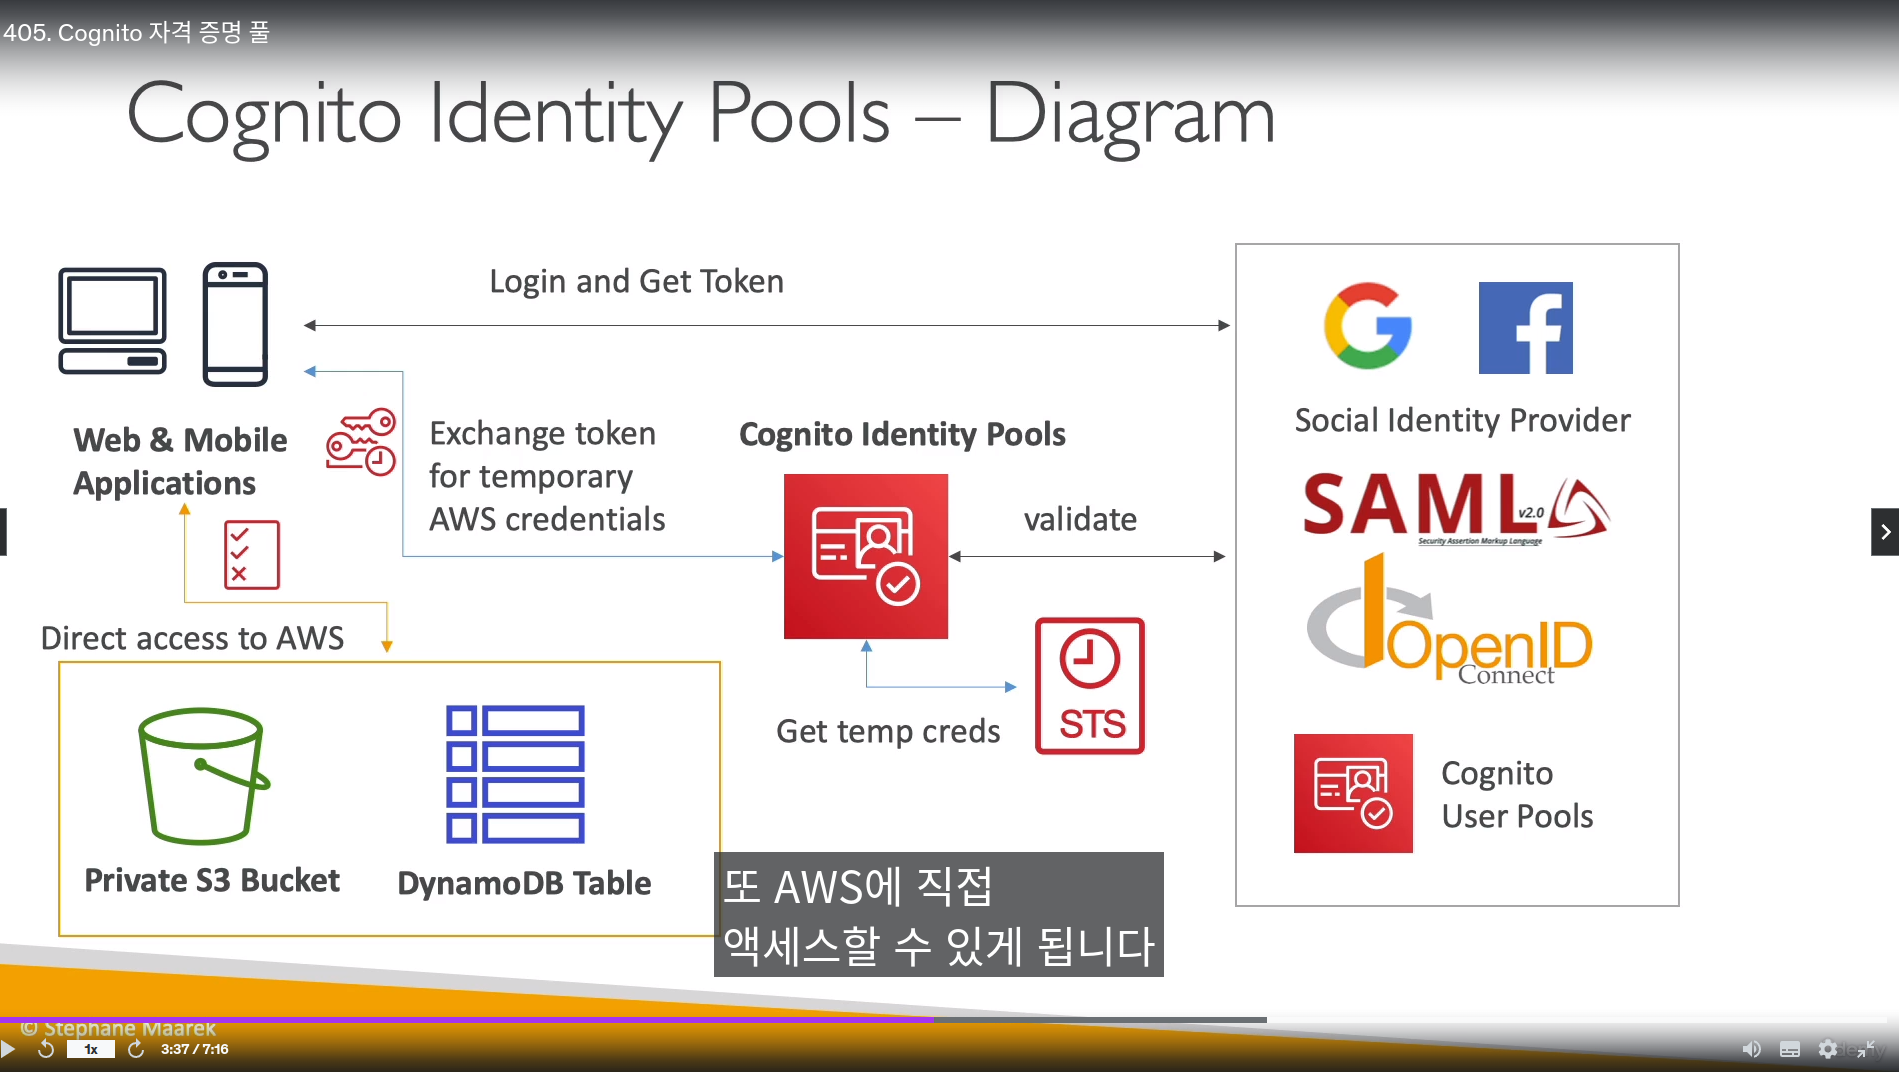 405. Cognito 자격 증명 풀
Cognito Identity Pools – Diagram
Login and Get Token
Web & Mobile
Applications
Exchange token
for temporary
AWS credentials
Cognito Identity Pools
validate
Social Identity Provider
SAML v2.0
Security Assertion Markup Language
OpenID
Connect
Direct access to AWS
Get temp creds
STS
Cognito
User Pools
Private S3 Bucket
DynamoDB Table
또 AWS에 직접
액세스할 수 있게 됩니다
© Stephane Maarek
1x
3:37 / 7:16